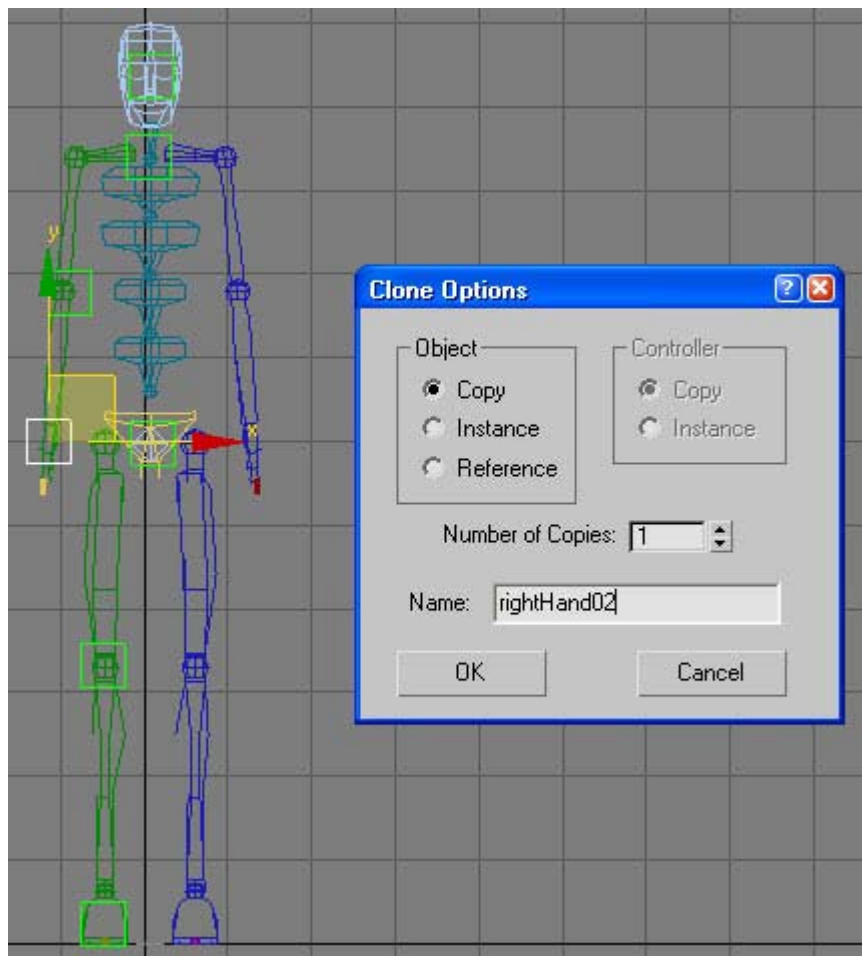 y
x
Clone Options
Object
Copy
Instance
Reference
Controller
Copy
Instance
Number of Copies: 1
Name: rightHand02
OK
Cancel